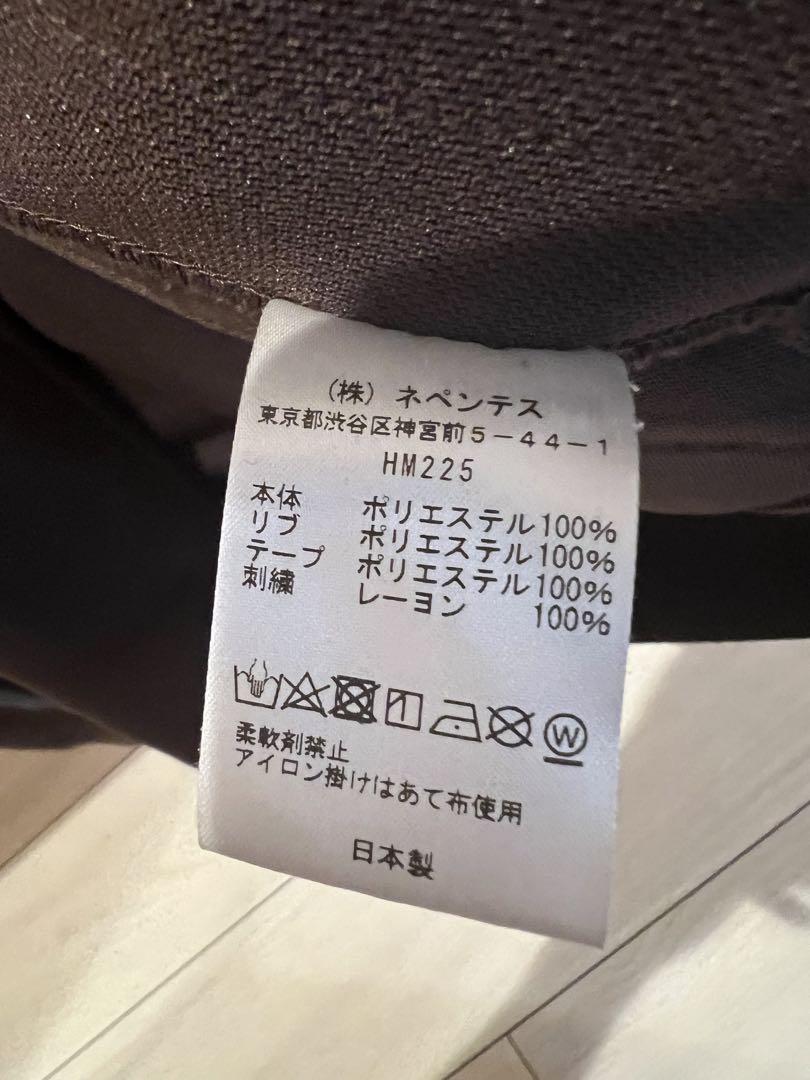 （株）ネペンテス
東京都渋谷区神宮前5-44-1
HM225
本体 ポリエステル100%
リブ ポリエステル100%
テープ ポリエステル100%
刺繍 レーヨン 100%
W
柔軟剤禁止
アイロン掛けはあて布使用
日本製